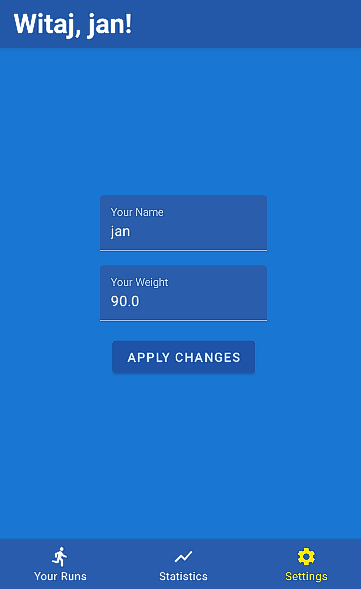 Witaj, jan!
Your Name
jan
Your Weight
90.0
APPLY CHANGES
Your Runs
Statistics
Settings